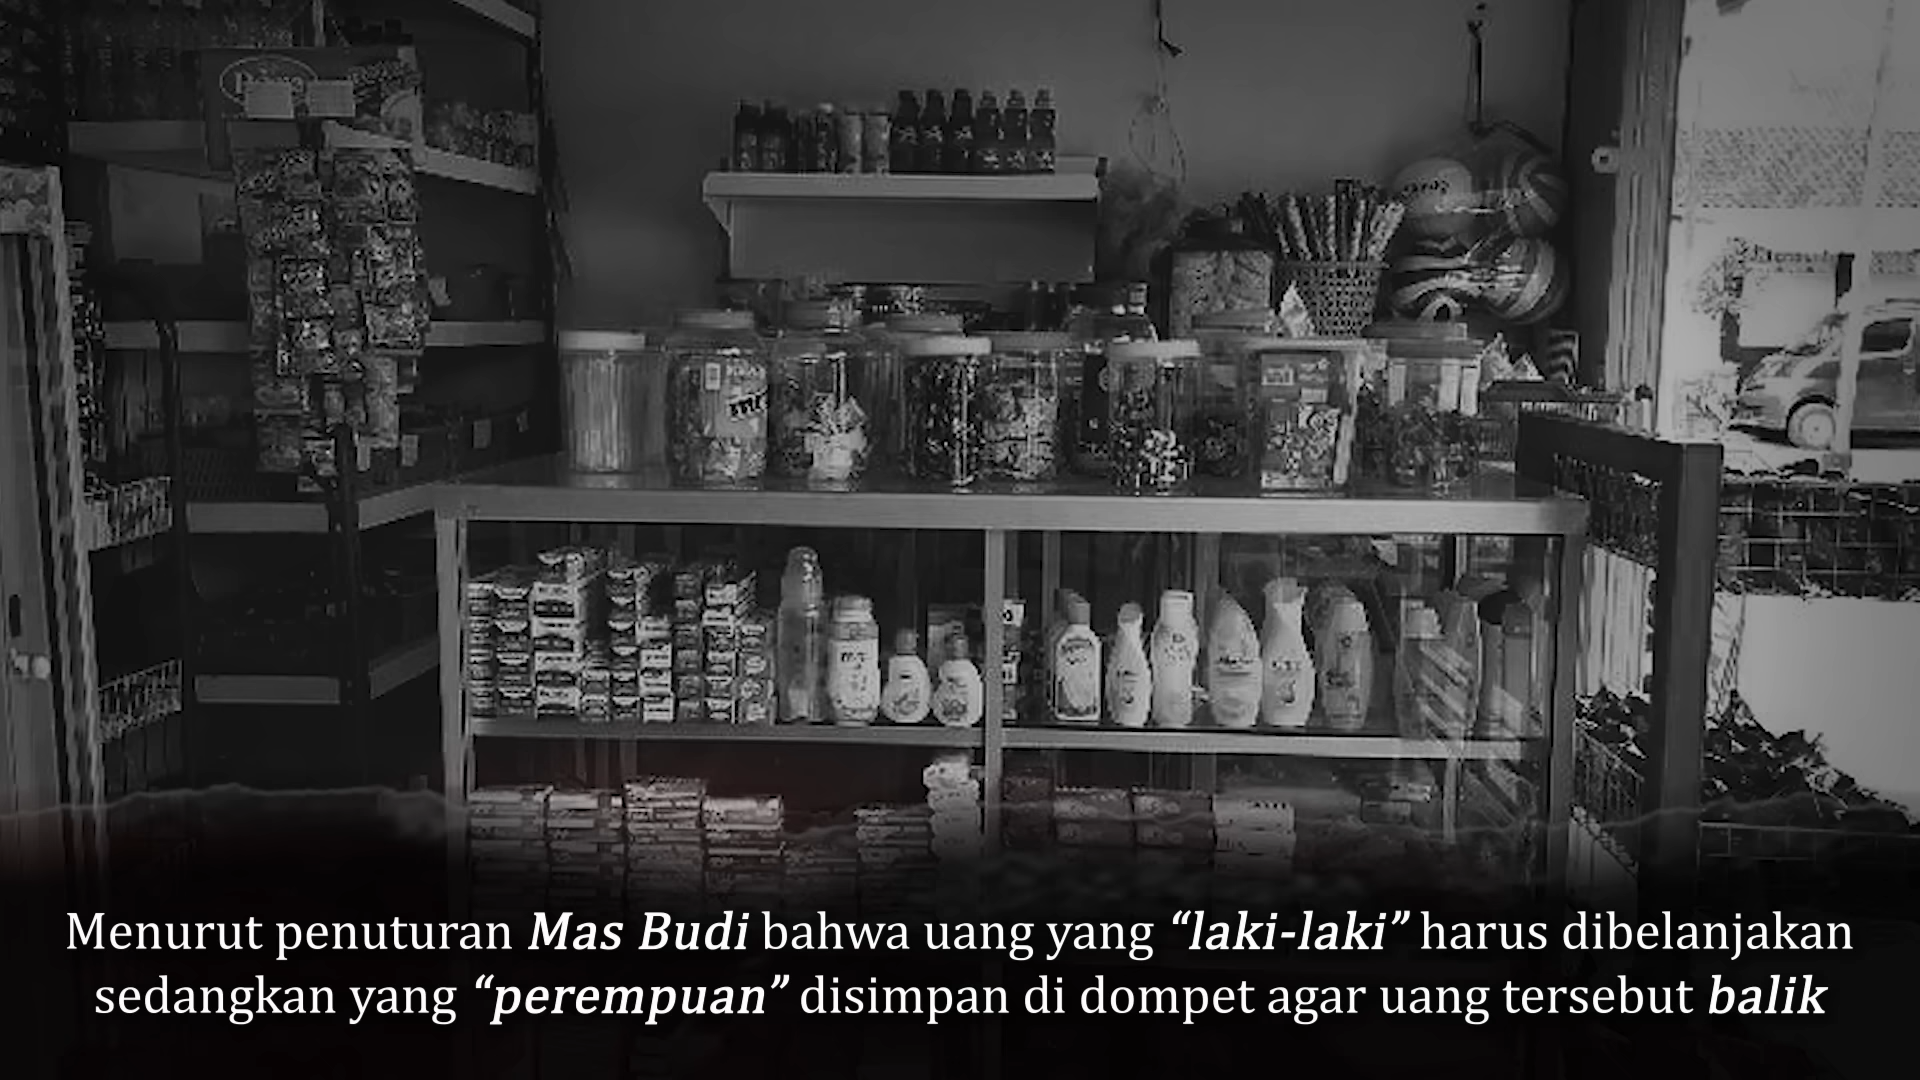 Menurut penuturan Mas Budi bahwa uang yang “laki-laki” harus dibelanjakan
sedangkan yang “perempuan” disimpan di dompet agar uang tersebut balik